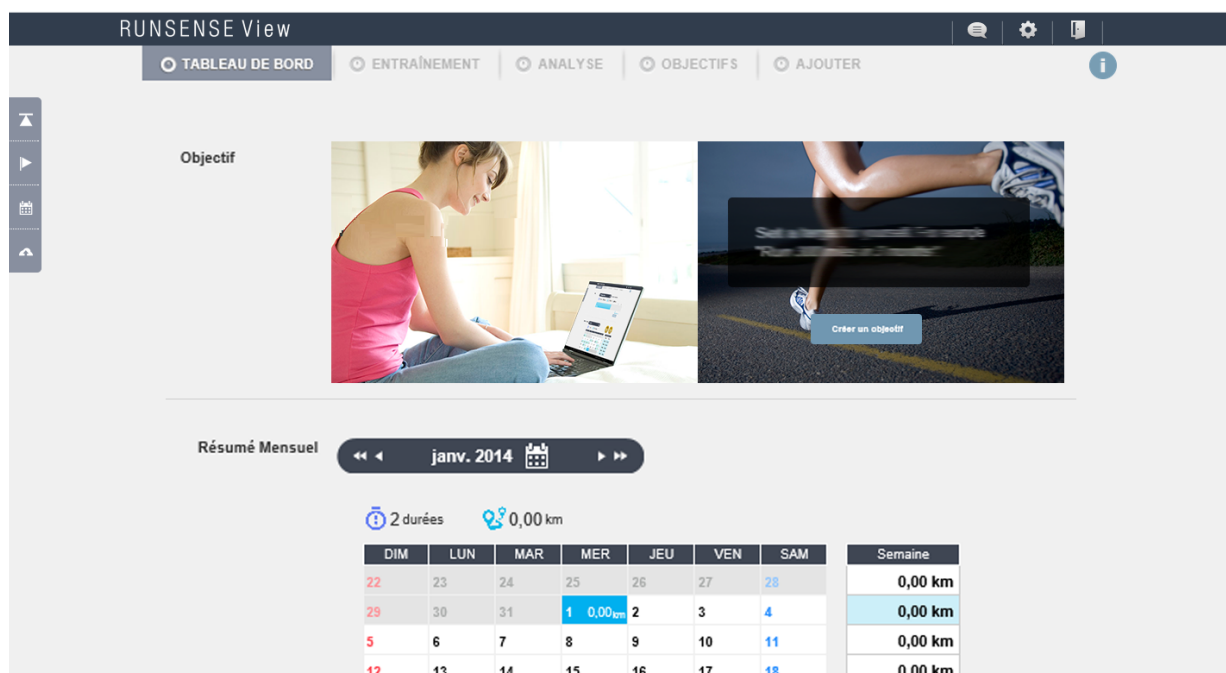 RUNSENSE View
TABLEAU DE BORD ENTRAÎNEMENT ANALYSE OBJECTIFS AJOUTER
i
Objectif
Créer un objectif
Résumé Mensuel
janv. 2014
2 durées 0,00 km
DIM LUN MAR MER JEU VEN SAM Semaine
22 23 24 25 26 27 28 0,00 km
29 30 31 1 0,00 km 2 3 4 0,00 km
5 6 7 8 9 10 11 0,00 km
12 13 14 15 16 17 18 0,00 km